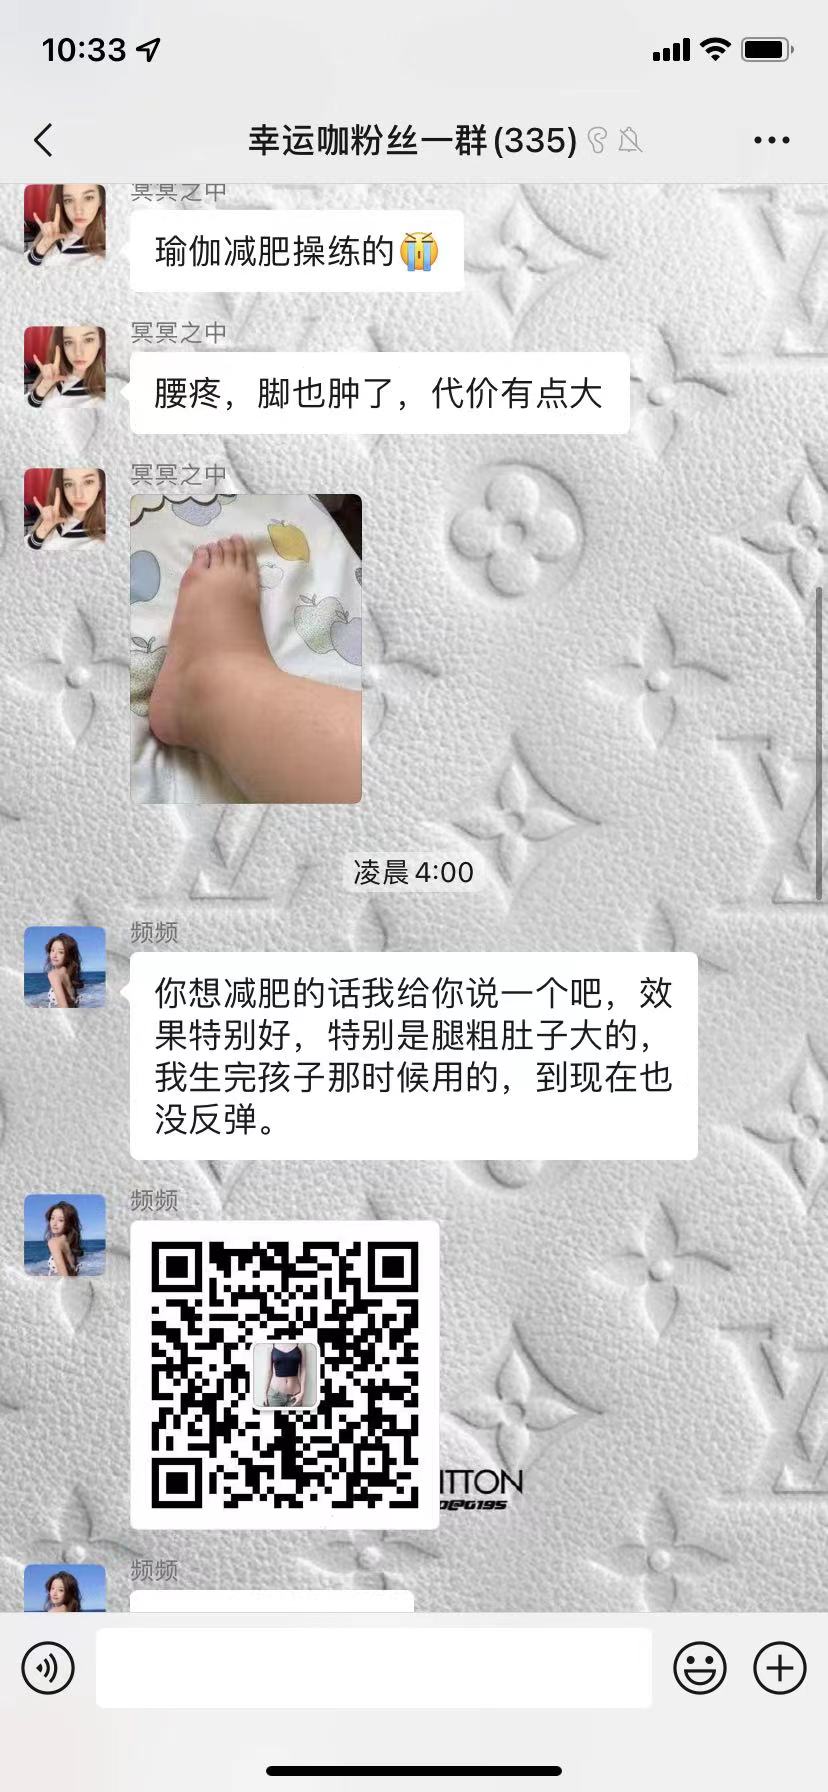 10:33
幸运咖粉丝一群(335)
冥冥之中
瑜伽减肥操练的
冥冥之中
腰疼，脚也肿了，代价有点大
冥冥之中
凌晨4:00
频频
你想减肥的话我给你说一个吧，效
果特别好，特别是腿粗肚子大的，
我生完孩子那时候用的，到现在也
没反弹。
频频
ITTON
频频